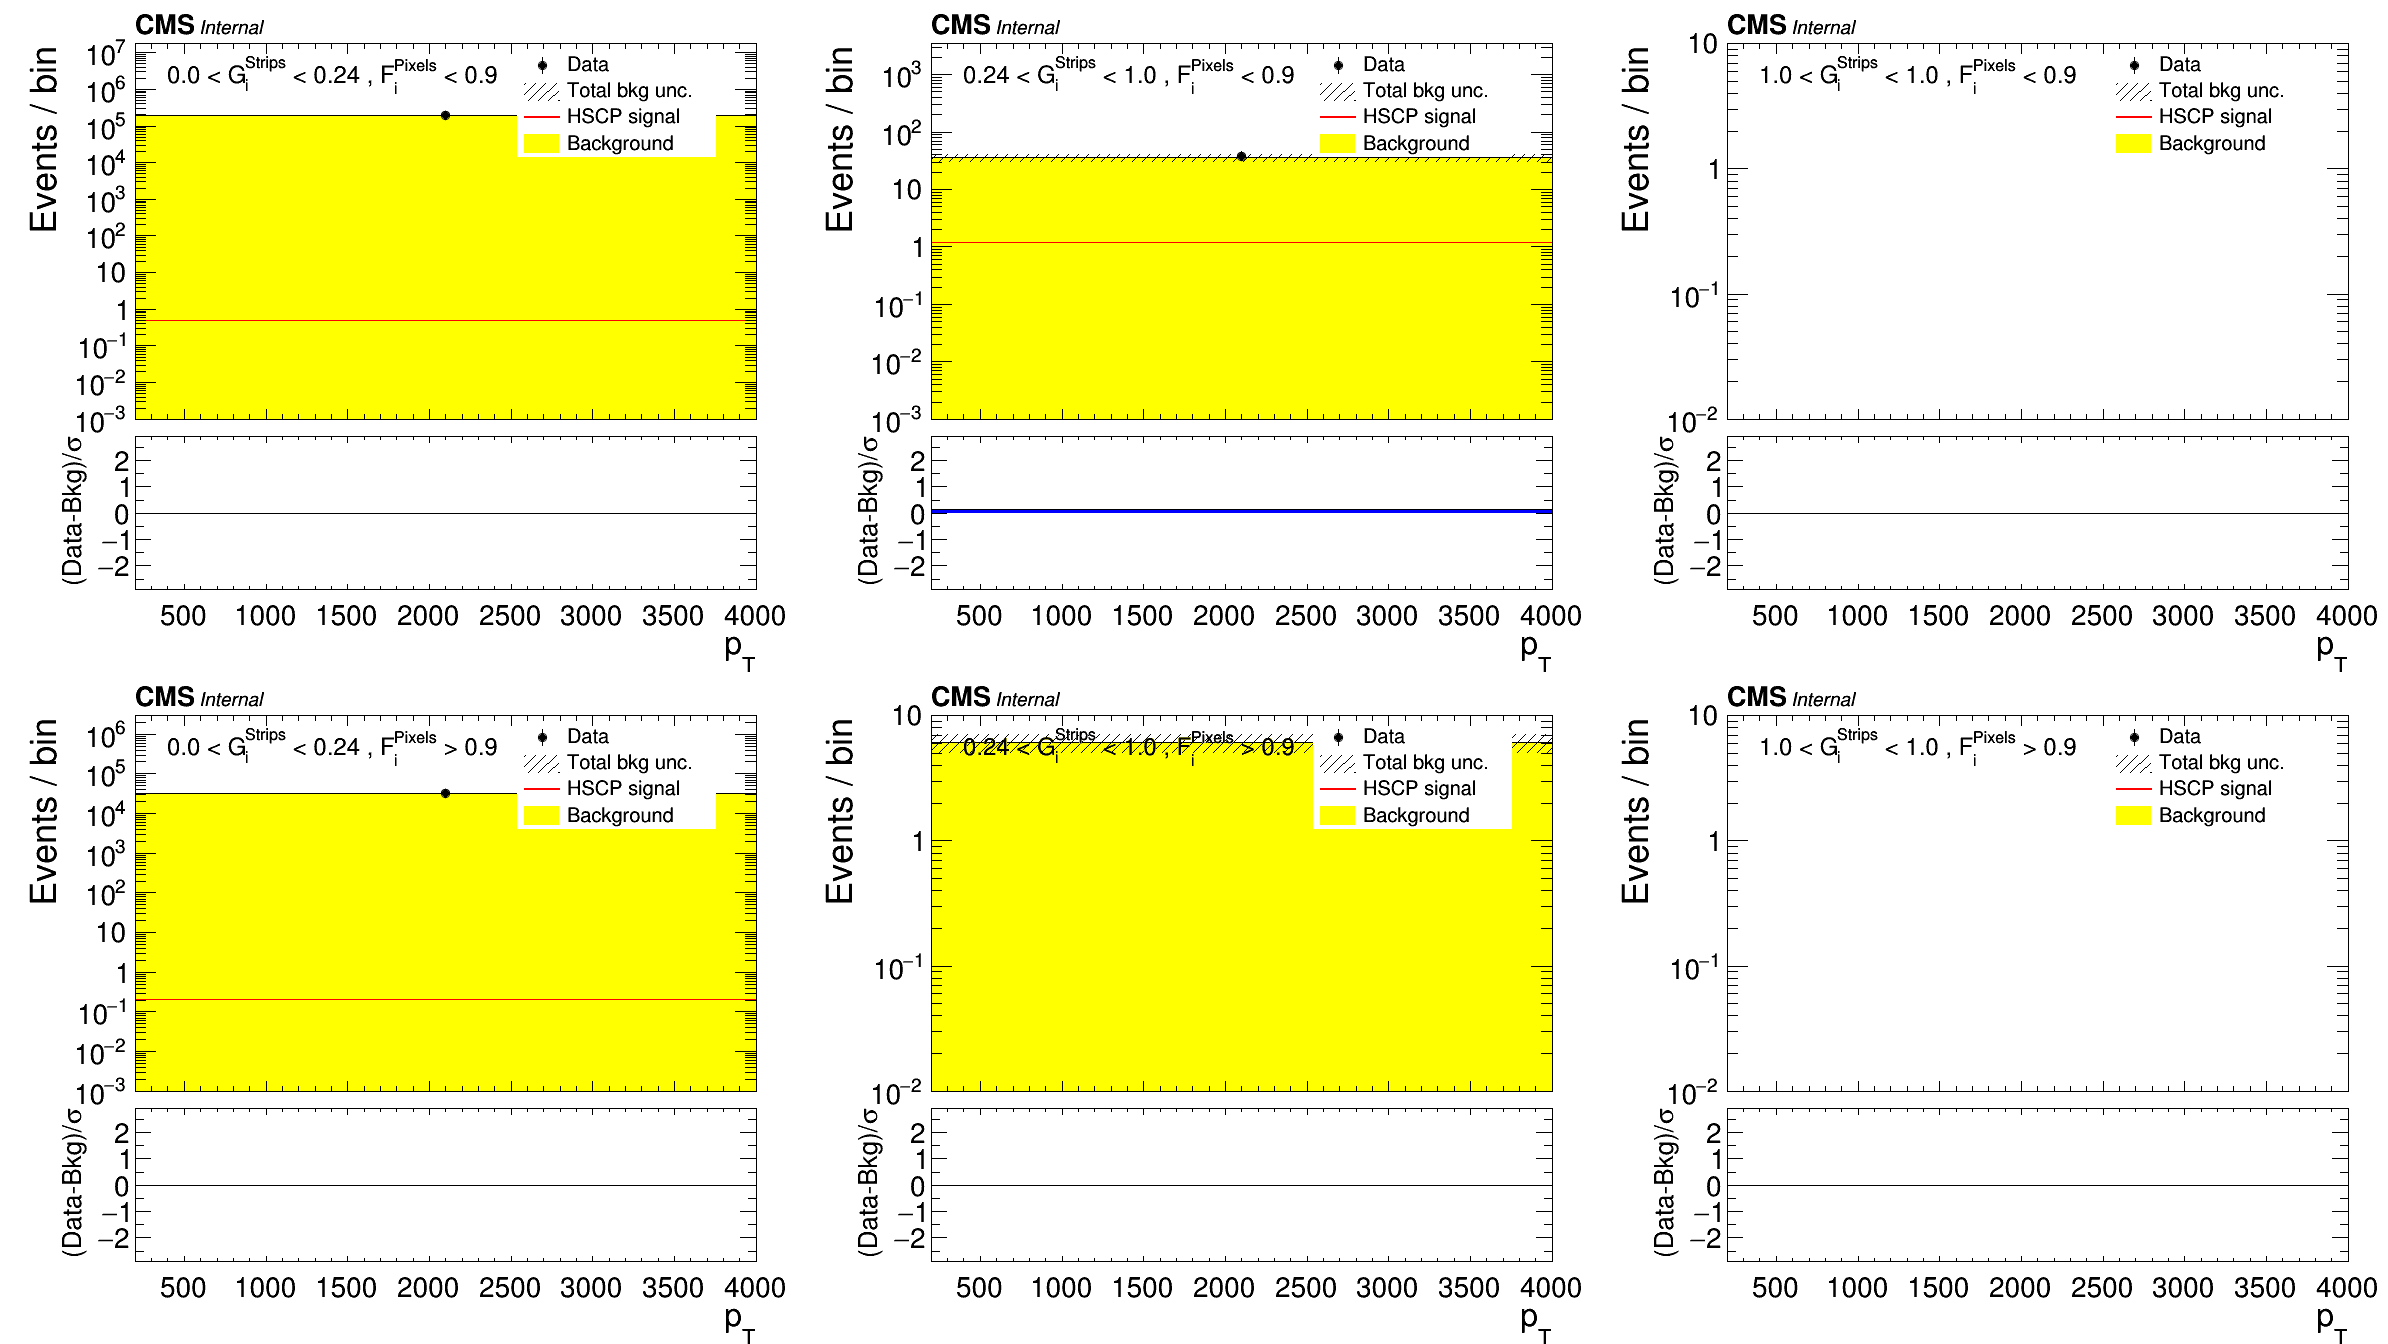 CMS Internal
Events / bin
10^7
10^6
10^5
10^4
10^3
10^2
10
1
10^−1
10^−2
10^−3
0.0 < G_i^Strips < 0.24 , F_i^Pixels < 0.9
Data
Total bkg unc.
HSCP signal
Background
(Data-Bkg)/σ
2
1
0
−1
−2
500 1000 1500 2000 2500 3000 3500 4000
p_T
CMS Internal
Events / bin
10^3
10^2
10
1
10^−1
10^−2
10^−3
0.24 < G_i^Strips < 1.0 , F_i^Pixels < 0.9
Data
Total bkg unc.
HSCP signal
Background
(Data-Bkg)/σ
2
1
0
−1
−2
500 1000 1500 2000 2500 3000 3500 4000
p_T
CMS Internal
Events / bin
10
1
10^−1
10^−2
1.0 < G_i^Strips < 1.0 , F_i^Pixels < 0.9
Data
Total bkg unc.
HSCP signal
Background
(Data-Bkg)/σ
2
1
0
−1
−2
500 1000 1500 2000 2500 3000 3500 4000
p_T
CMS Internal
Events / bin
10^6
10^5
10^4
10^3
10^2
10
1
10^−1
10^−2
10^−3
0.0 < G_i^Strips < 0.24 , F_i^Pixels > 0.9
Data
Total bkg unc.
HSCP signal
Background
(Data-Bkg)/σ
2
1
0
−1
−2
500 1000 1500 2000 2500 3000 3500 4000
p_T
CMS Internal
Events / bin
10
1
10^−1
10^−2
0.24 < G_i^Strips < 1.0 , F_i^Pixels > 0.9
Data
Total bkg unc.
HSCP signal
Background
(Data-Bkg)/σ
2
1
0
−1
−2
500 1000 1500 2000 2500 3000 3500 4000
p_T
CMS Internal
Events / bin
10
1
10^−1
10^−2
1.0 < G_i^Strips < 1.0 , F_i^Pixels > 0.9
Data
Total bkg unc.
HSCP signal
Background
(Data-Bkg)/σ
2
1
0
−1
−2
500 1000 1500 2000 2500 3000 3500 4000
p_T